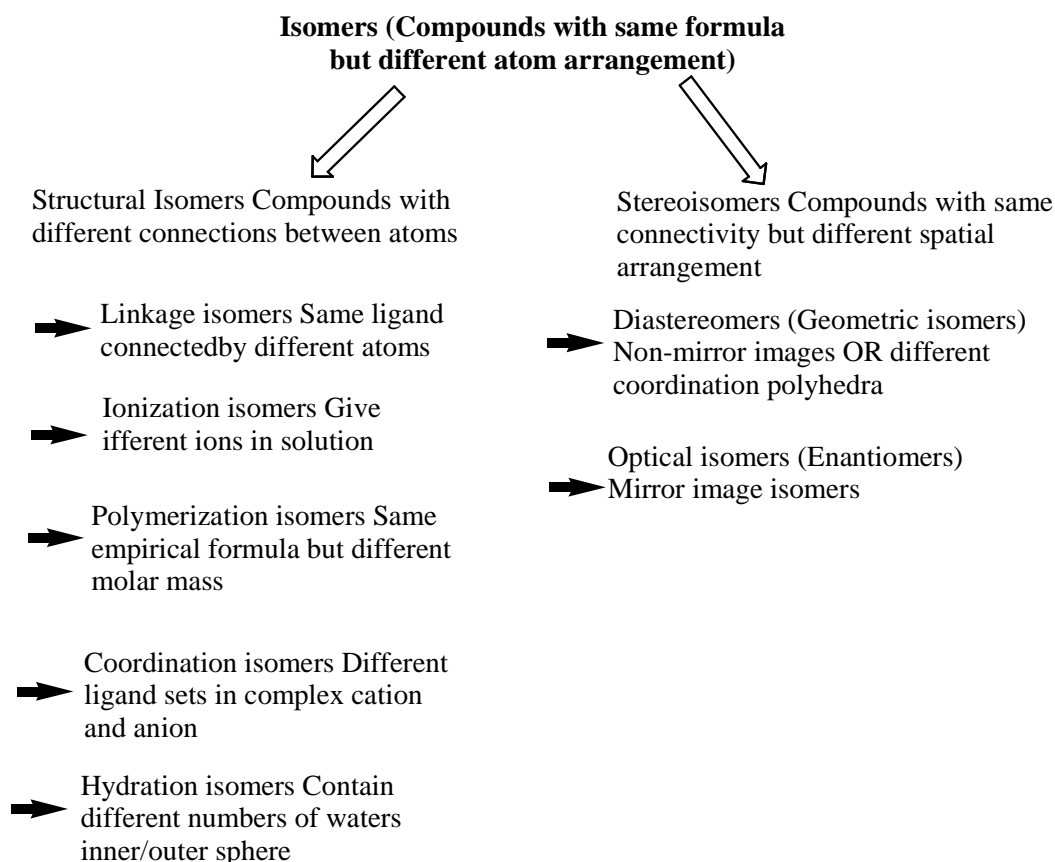 Isomers (Compounds with same formula
but different atom arrangement)
Structural Isomers Compounds with
different connections between atoms
Linkage isomers Same ligand
connectedby different atoms
Ionization isomers Give
ifferent ions in solution
Polymerization isomers Same
empirical formula but different
molar mass
Coordination isomers Different
ligand sets in complex cation
and anion
Hydration isomers Contain
different numbers of waters
inner/outer sphere
Stereoisomers Compounds with same
connectivity but different spatial
arrangement
Diastereomers (Geometric isomers)
Non-mirror images OR different
coordination polyhedra
Optical isomers (Enantiomers)
Mirror image isomers